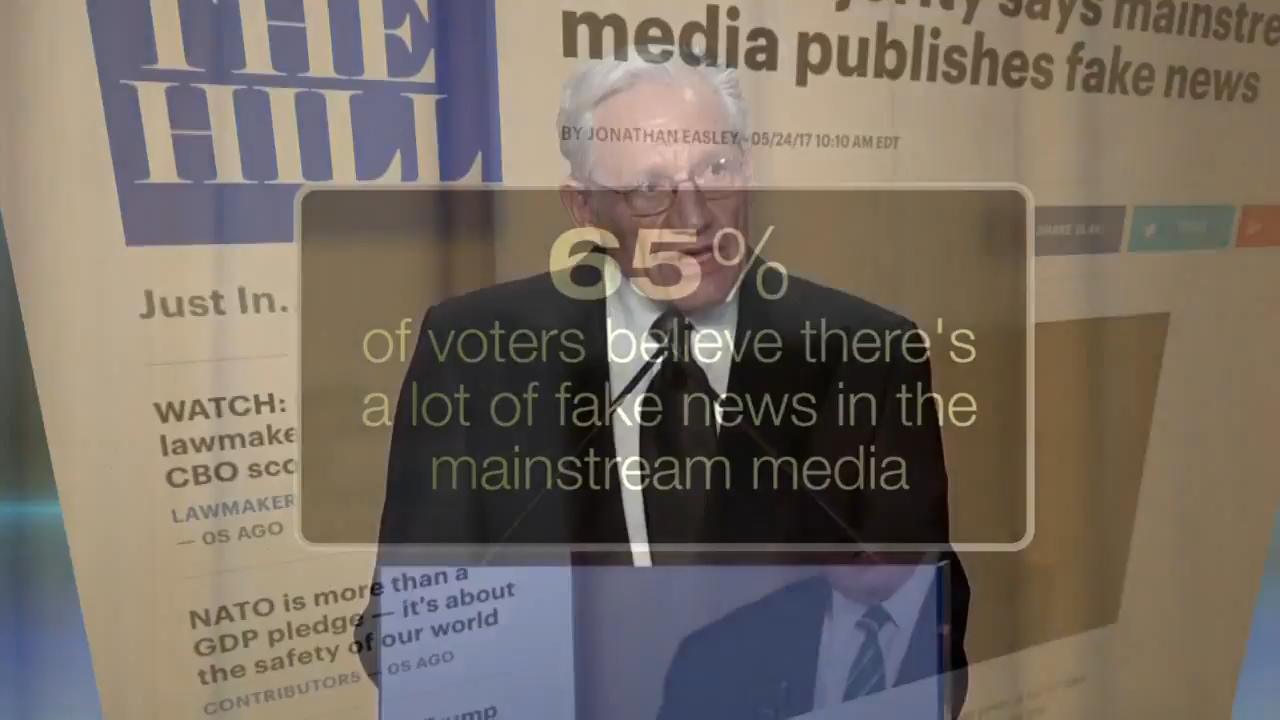 THE
HILL
says mainstre
media publishes fake news
BY JONATHAN EASLEY - 05/24/17 10:10 AM EDT
65%
of voters believe there's
a lot of fake news in the
mainstream media
Just In...
WATCH:
lawmake
CBO sco
LAWMAKER
— 0S AGO
NATO is more than a
GDP pledge — it's about
the safety of our world
CONTRIBUTORS — 0S AGO